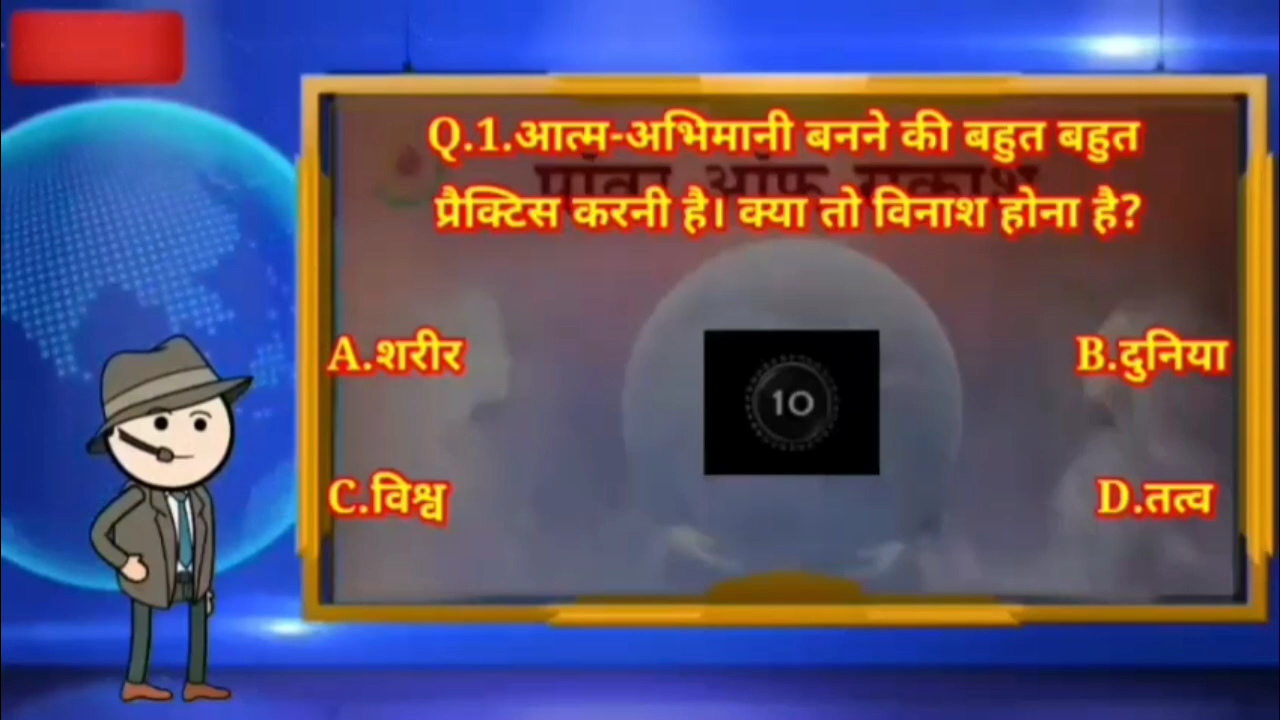 Q.1.आत्म-अभिमानी बनने की बहुत बहुत
प्रैक्टिस करनी है। क्या तो विनाश होना है?
A.शरीर
B.दुनिया
10
C.विश्व
D.तत्व